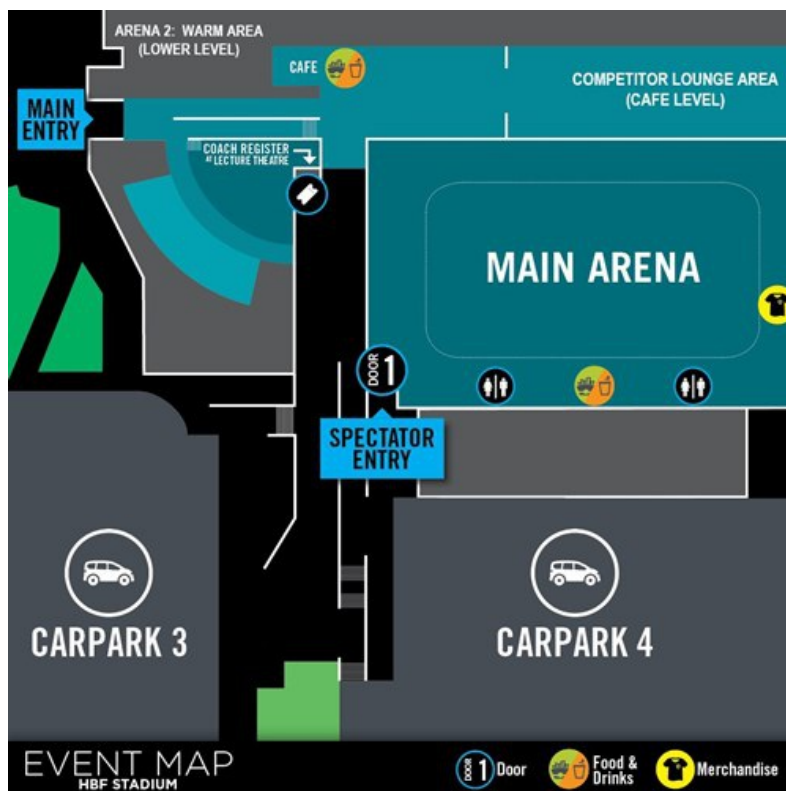 ARENA 2: WARM AREA
(LOWER LEVEL)
CAFE
COMPETITOR LOUNGE AREA
(CAFE LEVEL)
MAIN
ENTRY
COACH REGISTER
AT LECTURE THEATRE
MAIN ARENA
DOOR 1
SPECTATOR
ENTRY
CARPARK 3
CARPARK 4
EVENT MAP
HBF STADIUM
DOOR 1 Door
Food &
Drinks
Merchandise